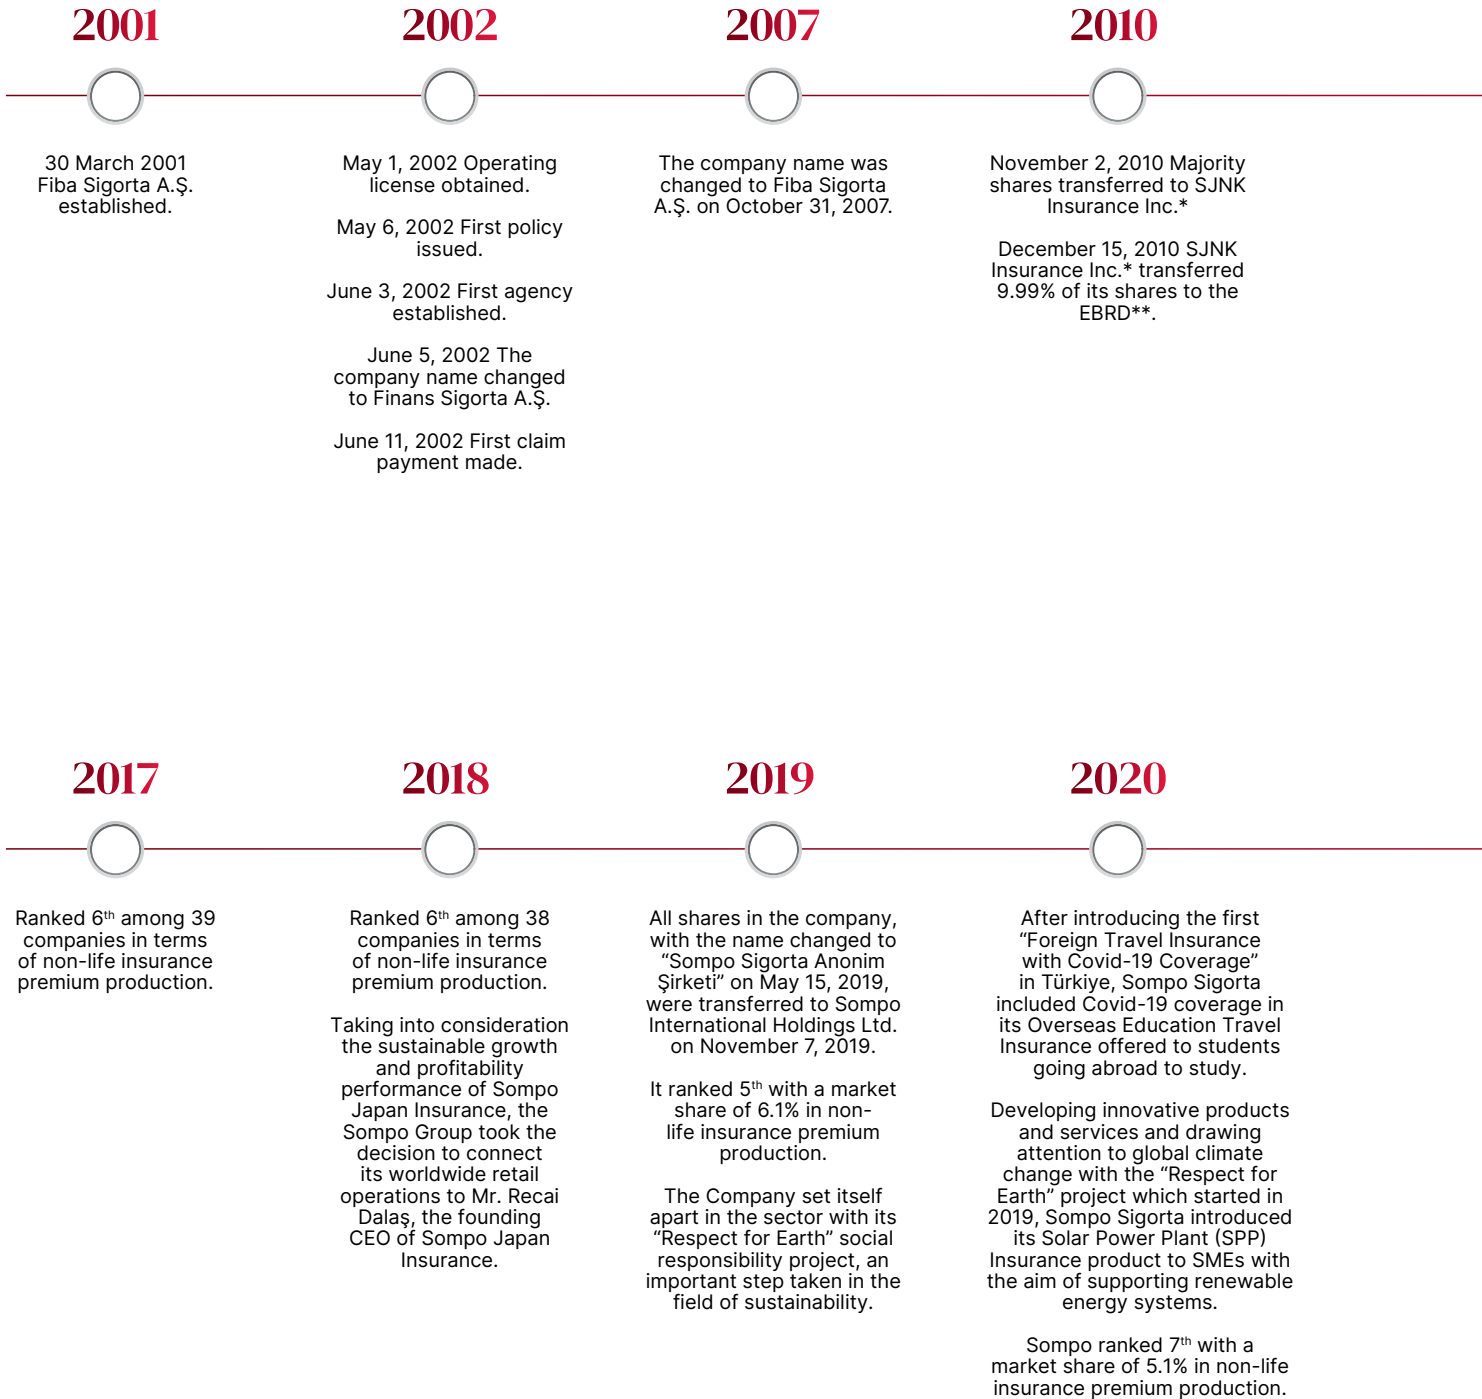 2001
30 March 2001
Fiba Sigorta A.Ş.
established.
2002
May 1, 2002 Operating
license obtained.
May 6, 2002 First policy
issued.
June 3, 2002 First agency
established.
June 5, 2002 The
company name changed
to Finans Sigorta A.Ş.
June 11, 2002 First claim
payment made.
2007
The company name was
changed to Fiba Sigorta
A.Ş. on October 31, 2007.
2010
November 2, 2010 Majority
shares transferred to SJNK
Insurance Inc.*
December 15, 2010 SJNK
Insurance Inc.* transferred
9.99% of its shares to the
EBRD**.
2017
Ranked 6th among 39
companies in terms
of non-life insurance
premium production.
2018
Ranked 6th among 38
companies in terms
of non-life insurance
premium production.
Taking into consideration
the sustainable growth
and profitability
performance of Sompo
Japan Insurance, the
Sompo Group took the
decision to connect
its worldwide retail
operations to Mr. Recai
Dalaş, the founding
CEO of Sompo Japan
Insurance.
2019
All shares in the company,
with the name changed to
“Sompo Sigorta Anonim
Şirketi” on May 15, 2019,
were transferred to Sompo
International Holdings Ltd.
on November 7, 2019.
It ranked 5th with a market
share of 6.1% in non-
life insurance premium
production.
The Company set itself
apart in the sector with its
“Respect for Earth” social
responsibility project, an
important step taken in the
field of sustainability.
2020
After introducing the first
“Foreign Travel Insurance
with Covid-19 Coverage”
in Türkiye, Sompo Sigorta
included Covid-19 coverage in
its Overseas Education Travel
Insurance offered to students
going abroad to study.
Developing innovative products
and services and drawing
attention to global climate
change with the “Respect for
Earth” project which started in
2019, Sompo Sigorta introduced
its Solar Power Plant (SPP)
Insurance product to SMEs with
the aim of supporting renewable
energy systems.
Sompo ranked 7th with a
market share of 5.1% in non-life
insurance premium production.